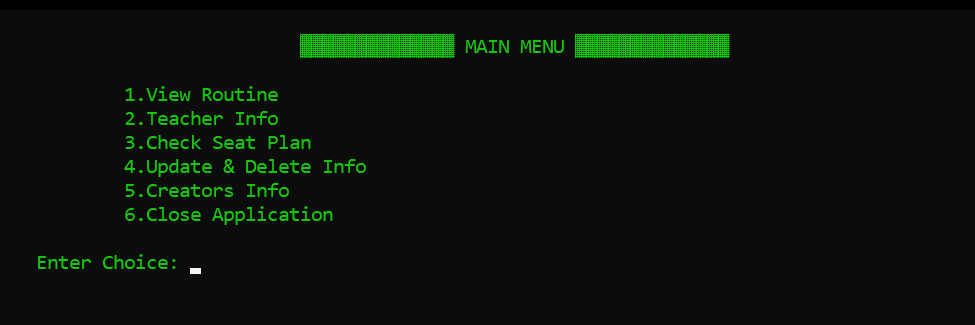 MAIN MENU
1.View Routine
2.Teacher Info
3.Check Seat Plan
4.Update & Delete Info
5.Creators Info
6.Close Application
Enter Choice: